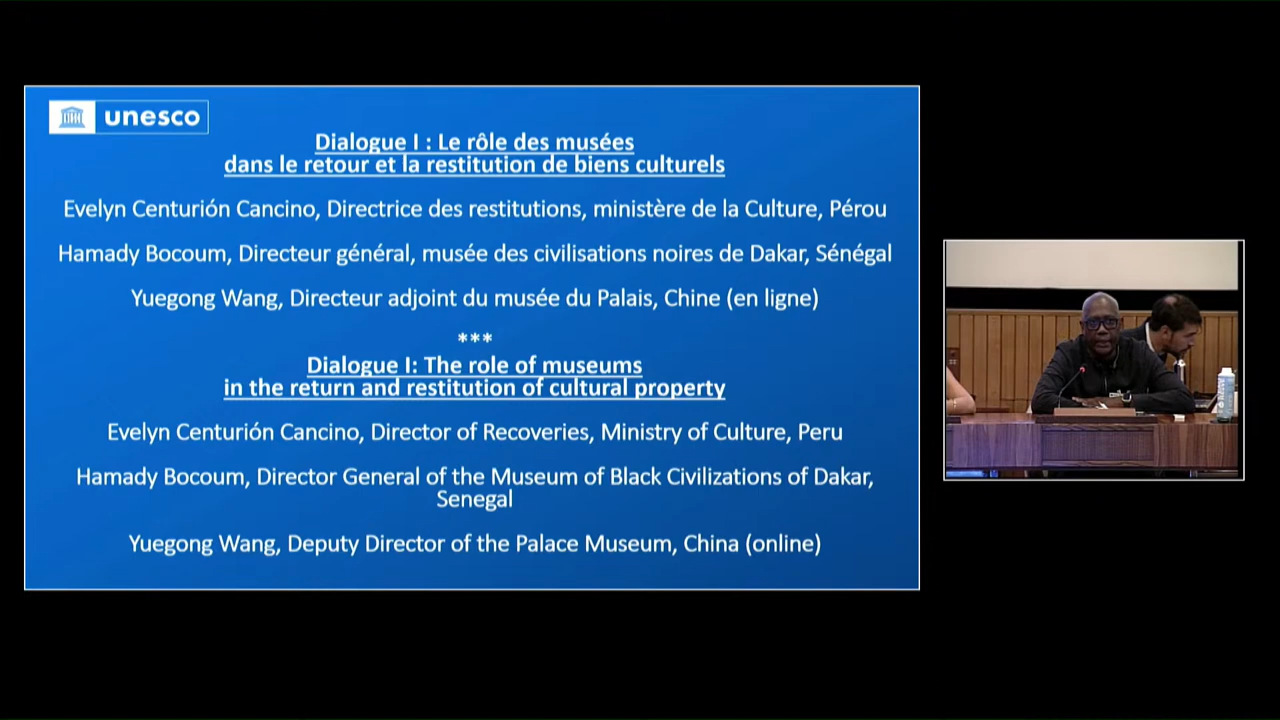 unesco
Dialogue I : Le rôle des musées
dans le retour et la restitution de biens culturels
Evelyn Centurión Cancino, Directrice des restitutions, ministère de la Culture, Pérou
Hamady Bocoum, Directeur général, musée des civilisations noires de Dakar, Sénégal
Yuegong Wang, Directeur adjoint du musée du Palais, Chine (en ligne)
***
Dialogue I: The role of museums
in the return and restitution of cultural property
Evelyn Centurión Cancino, Director of Recoveries, Ministry of Culture, Peru
Hamady Bocoum, Director General of the Museum of Black Civilizations of Dakar,
Senegal
Yuegong Wang, Deputy Director of the Palace Museum, China (online)